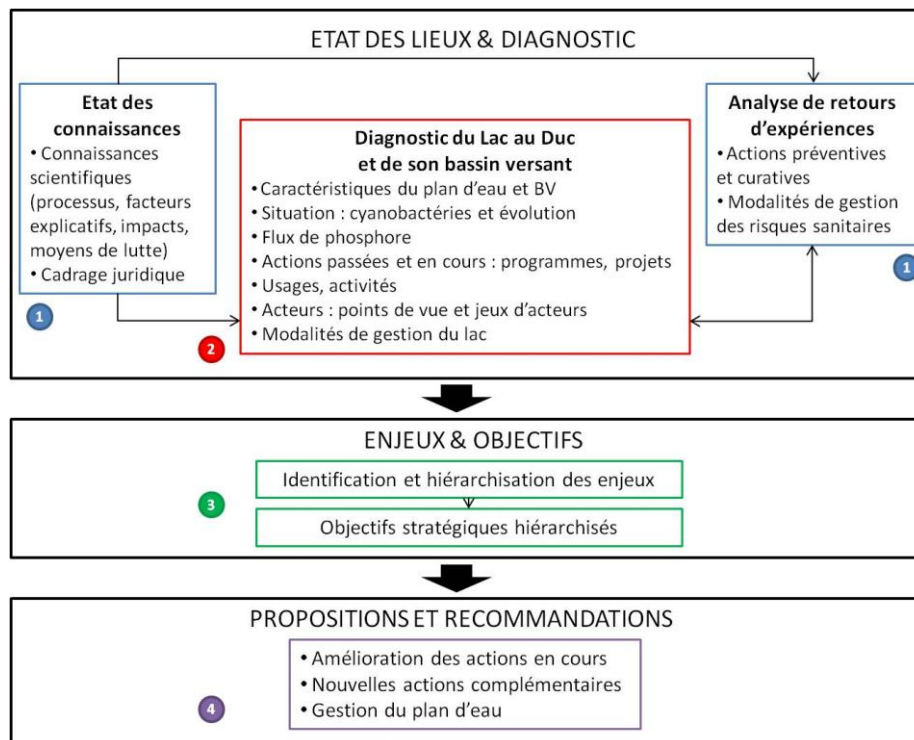 ETAT DES LIEUX & DIAGNOSTIC
Etat des
connaissances
• Connaissances
scientifiques
(processus, facteurs
explicatifs, impacts,
moyens de lutte)
• Cadrage juridique
1
Diagnostic du Lac au Duc
et de son bassin versant
• Caractéristiques du plan d'eau et BV
• Situation : cyanobactéries et évolution
• Flux de phosphore
• Actions passées et en cours : programmes, projets
• Usages, activités
• Acteurs : points de vue et jeux d'acteurs
• Modalités de gestion du lac
2
Analyse de retours
d'expériences
• Actions préventives
et curatives
• Modalités de gestion
des risques sanitaires
1
ENJEUX & OBJECTIFS
Identification et hiérarchisation des enjeux
3
Objectifs stratégiques hiérarchisés
PROPOSITIONS ET RECOMMANDATIONS
• Amélioration des actions en cours
• Nouvelles actions complémentaires
• Gestion du plan d'eau
4